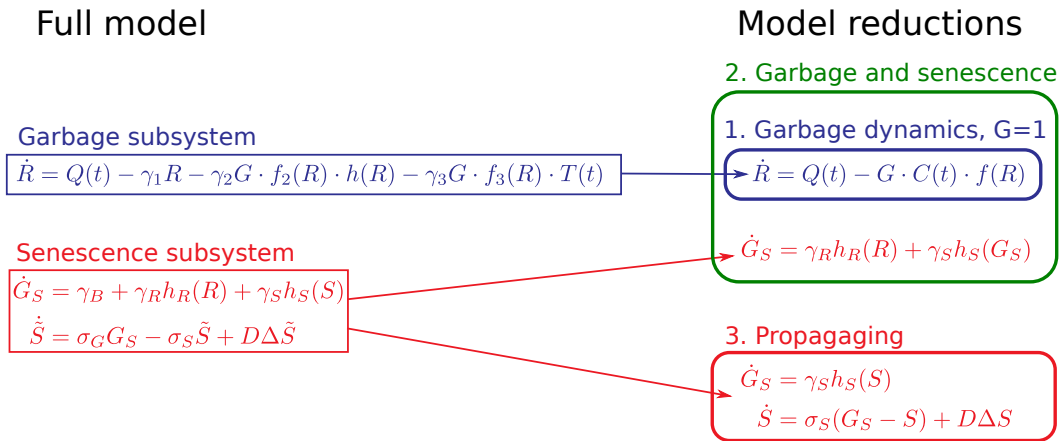 Full model
Model reductions
2. Garbage and senescence
Garbage subsystem
1. Garbage dynamics, G=1
Ṙ = Q(t) − γ₁R − γ₂G · f₂(R) · h(R) − γ₃G · f₃(R) · T(t)
Ṙ = Q(t) − G · C(t) · f(R)
Senescence subsystem
Ġ_S = γ_R h_R(R) + γ_S h_S(G_S)
Ġ_S = γ_B + γ_R h_R(R) + γ_S h_S(S)
S̃̇ = σ_G G_S − σ_S S̃ + DΔS̃
3. Propagaging
Ġ_S = γ_S h_S(S)
Ṡ = σ_S(G_S − S) + DΔS